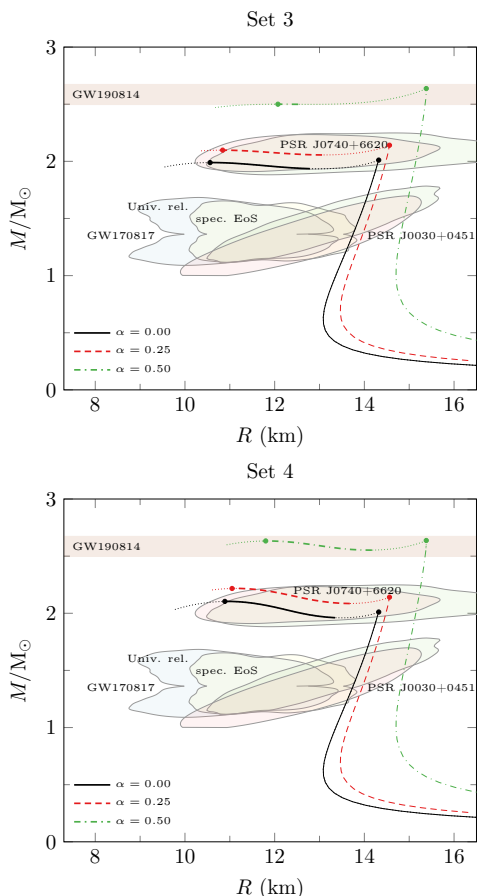 Set 3
3
GW190814
PSR J0740+6620
2
Univ. rel.
spec. EoS
GW170817
PSR J0030+0451
M/M⊙
1
α = 0.00
α = 0.25
α = 0.50
0
8 10 12 14 16
R (km)
Set 4
3
GW190814
PSR J0740+6620
2
Univ. rel.
spec. EoS
GW170817
PSR J0030+0451
M/M⊙
1
α = 0.00
α = 0.25
α = 0.50
0
8 10 12 14 16
R (km)